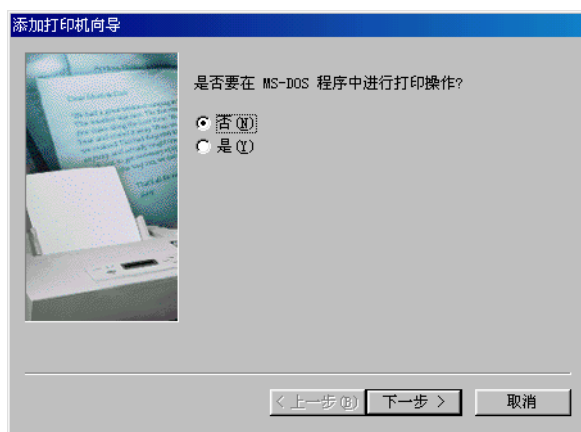 添加打印机向导
是否要在 MS-DOS 程序中进行打印操作?
否(N)
是(Y)
< 上一步(B)
下一步 >
取消